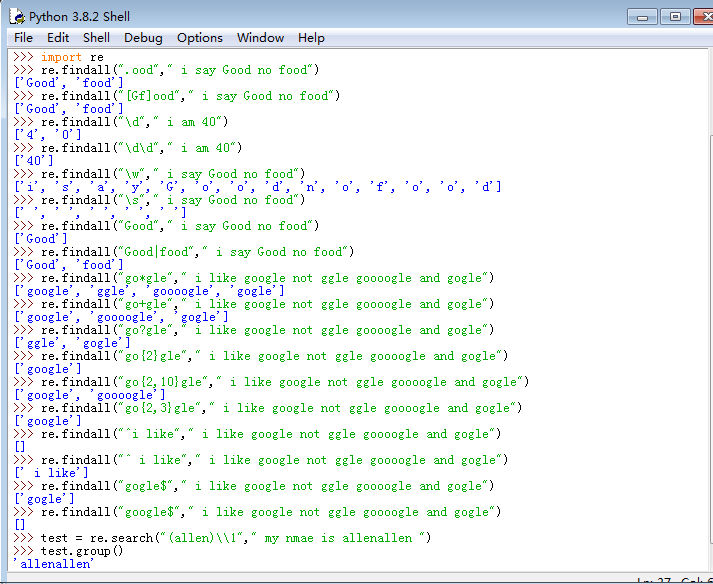 Python 3.8.2 Shell
File Edit Shell Debug Options Window Help
>>> import re
>>> re.findall(".ood"," i say Good no food")
['Good', 'food']
>>> re.findall("[Gf]ood"," i say Good no food")
['Good', 'food']
>>> re.findall("\d"," i am 40")
['4', '0']
>>> re.findall("\d\d"," i am 40")
['40']
>>> re.findall("\w"," i say Good no food")
['i', 's', 'a', 'y', 'G', 'o', 'o', 'd', 'n', 'o', 'f', 'o', 'o', 'd']
>>> re.findall("\s"," i say Good no food")
[' ', ' ', ' ', ' ', ' ']
>>> re.findall("Good"," i say Good no food")
['Good']
>>> re.findall("Good|food"," i say Good no food")
['Good', 'food']
>>> re.findall("go*gle"," i like google not ggle goooogle and gogle")
['google', 'ggle', 'goooogle', 'gogle']
>>> re.findall("go+gle"," i like google not ggle goooogle and gogle")
['google', 'goooogle', 'gogle']
>>> re.findall("go?gle"," i like google not ggle goooogle and gogle")
['ggle', 'gogle']
>>> re.findall("go{2}gle"," i like google not ggle goooogle and gogle")
['google']
>>> re.findall("go{2,10}gle"," i like google not ggle goooogle and gogle")
['google', 'goooogle']
>>> re.findall("go{2,3}gle"," i like google not ggle goooogle and gogle")
['google']
>>> re.findall("^i like"," i like google not ggle goooogle and gogle")
[]
>>> re.findall("^ i like"," i like google not ggle goooogle and gogle")
[' i like']
>>> re.findall("gogle$"," i like google not ggle goooogle and gogle")
['gogle']
>>> re.findall("google$"," i like google not ggle goooogle and gogle")
[]
>>> test = re.search("(allen)\\1"," my nmae is allenallen ")
>>> test.group()
'allenallen'